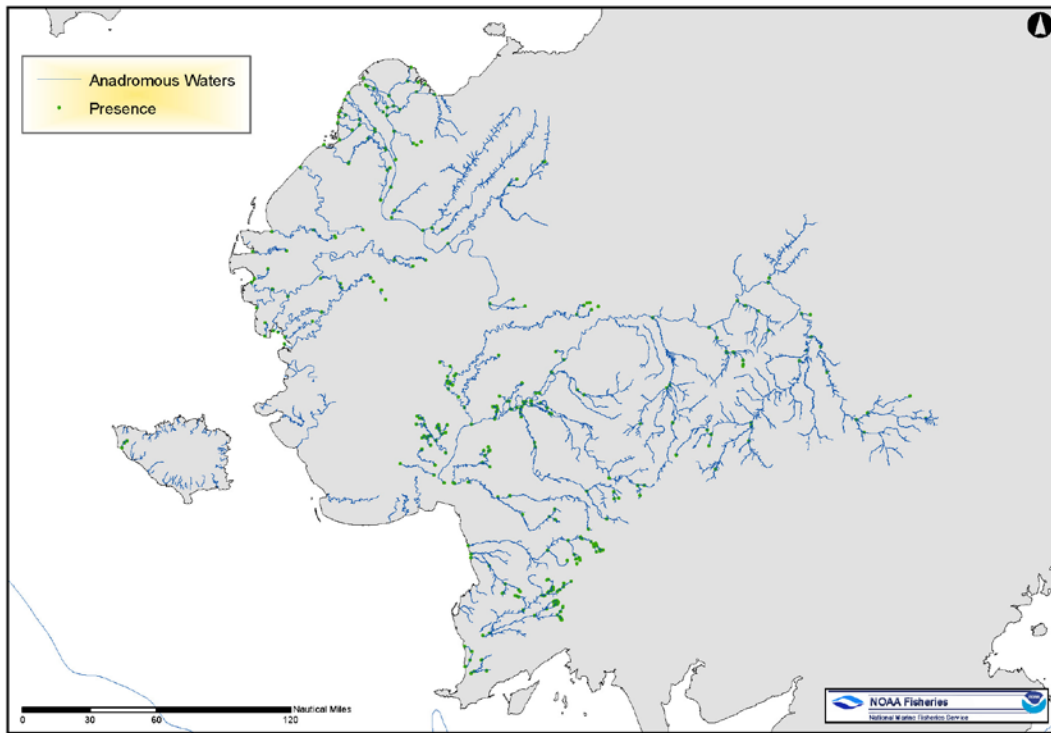 Anadromous Waters
Presence
Nautical Miles
0 30 60 120
NOAA Fisheries
National Marine Fisheries Service